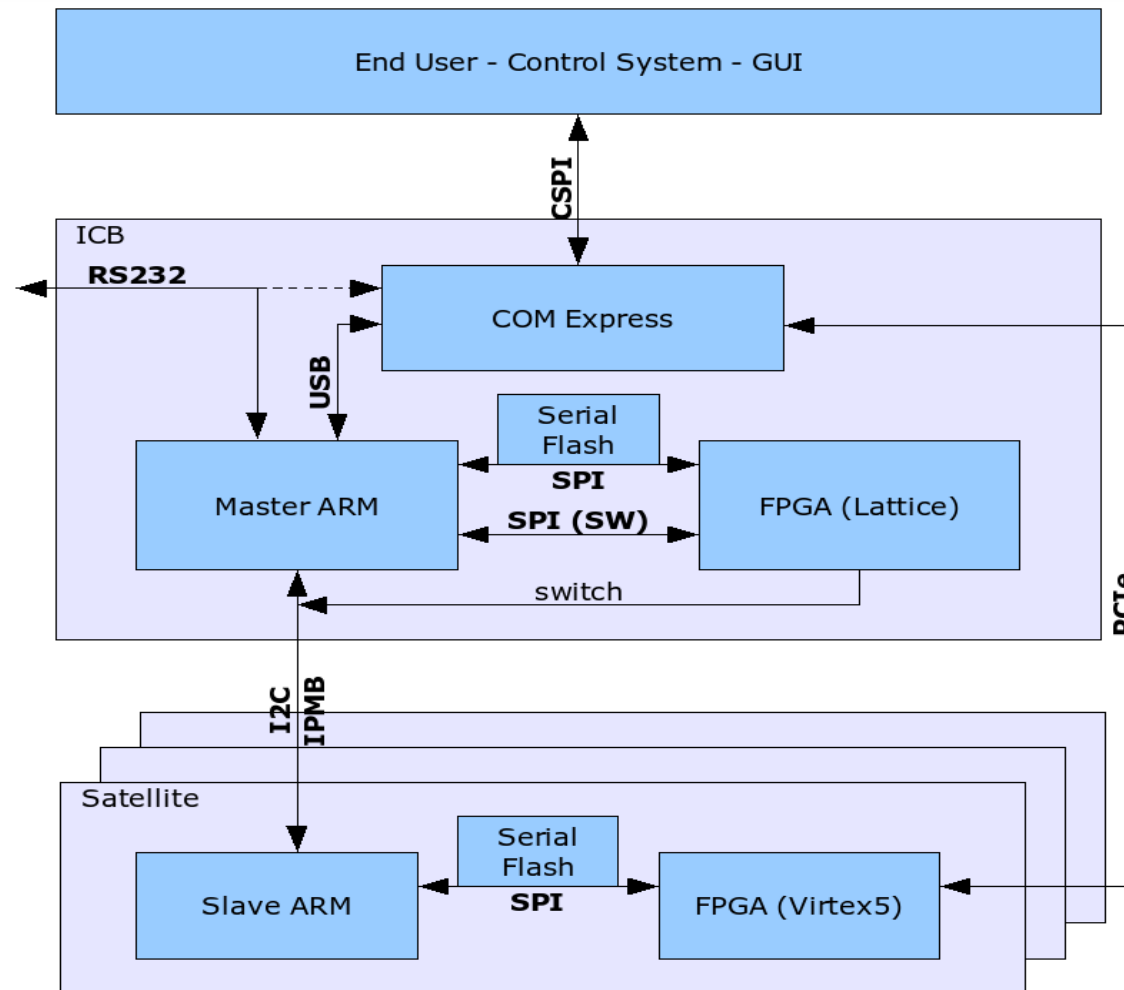 End User - Control System - GUI
CSPI
ICB
RS232
COM Express
USB
Serial
Flash
SPI
Master ARM
FPGA (Lattice)
SPI (SW)
switch
PCIe
I2C
IPMB
Satellite
Serial
Flash
SPI
Slave ARM
FPGA (Virtex5)